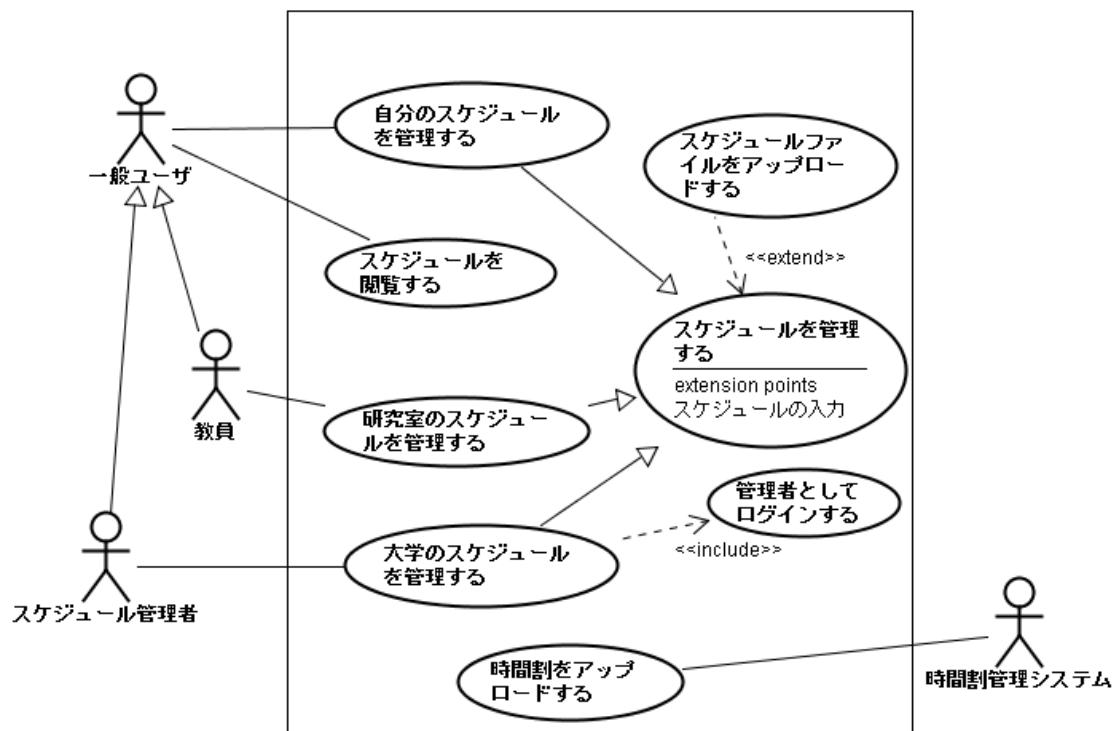 自分のスケジュール
を管理する
スケジュールファ
イルをアップロー
ドする
一般ユーザ
<<extend>>
スケジュールを
閲覧する
スケジュールを管理
する
extension points
スケジュールの入力
教員
研究室のスケジュー
ルを管理する
管理者として
ログインする
<<include>>
大学のスケジュール
を管理する
スケジュール管理者
時間割をアップ
ロードする
時間割管理システム